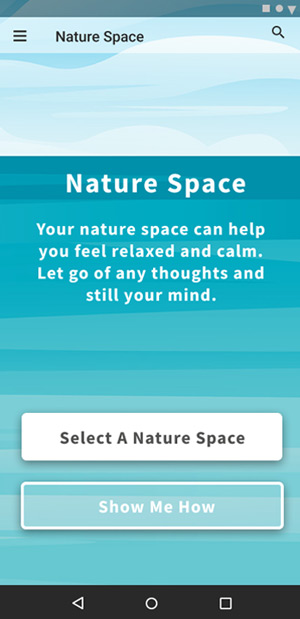 Nature Space
Nature Space
Your nature space can help
you feel relaxed and calm.
Let go of any thoughts and
still your mind.
Select A Nature Space
Show Me How